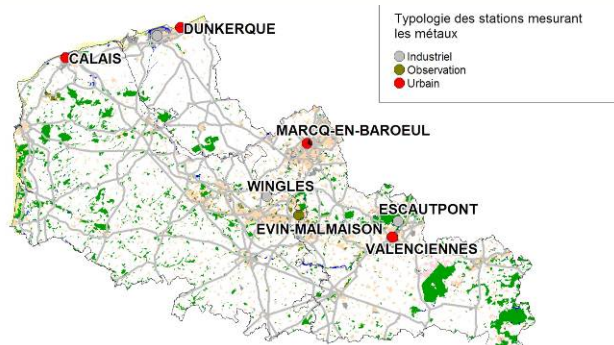 DUNKERQUE
CALAIS
MARCQ-EN-BAROEUL
WINGLES
ESCAUTPONT
EVIN-MALMAISON
VALENCIENNES
Typologie des stations mesurant
les métaux
Industriel
Observation
Urbain